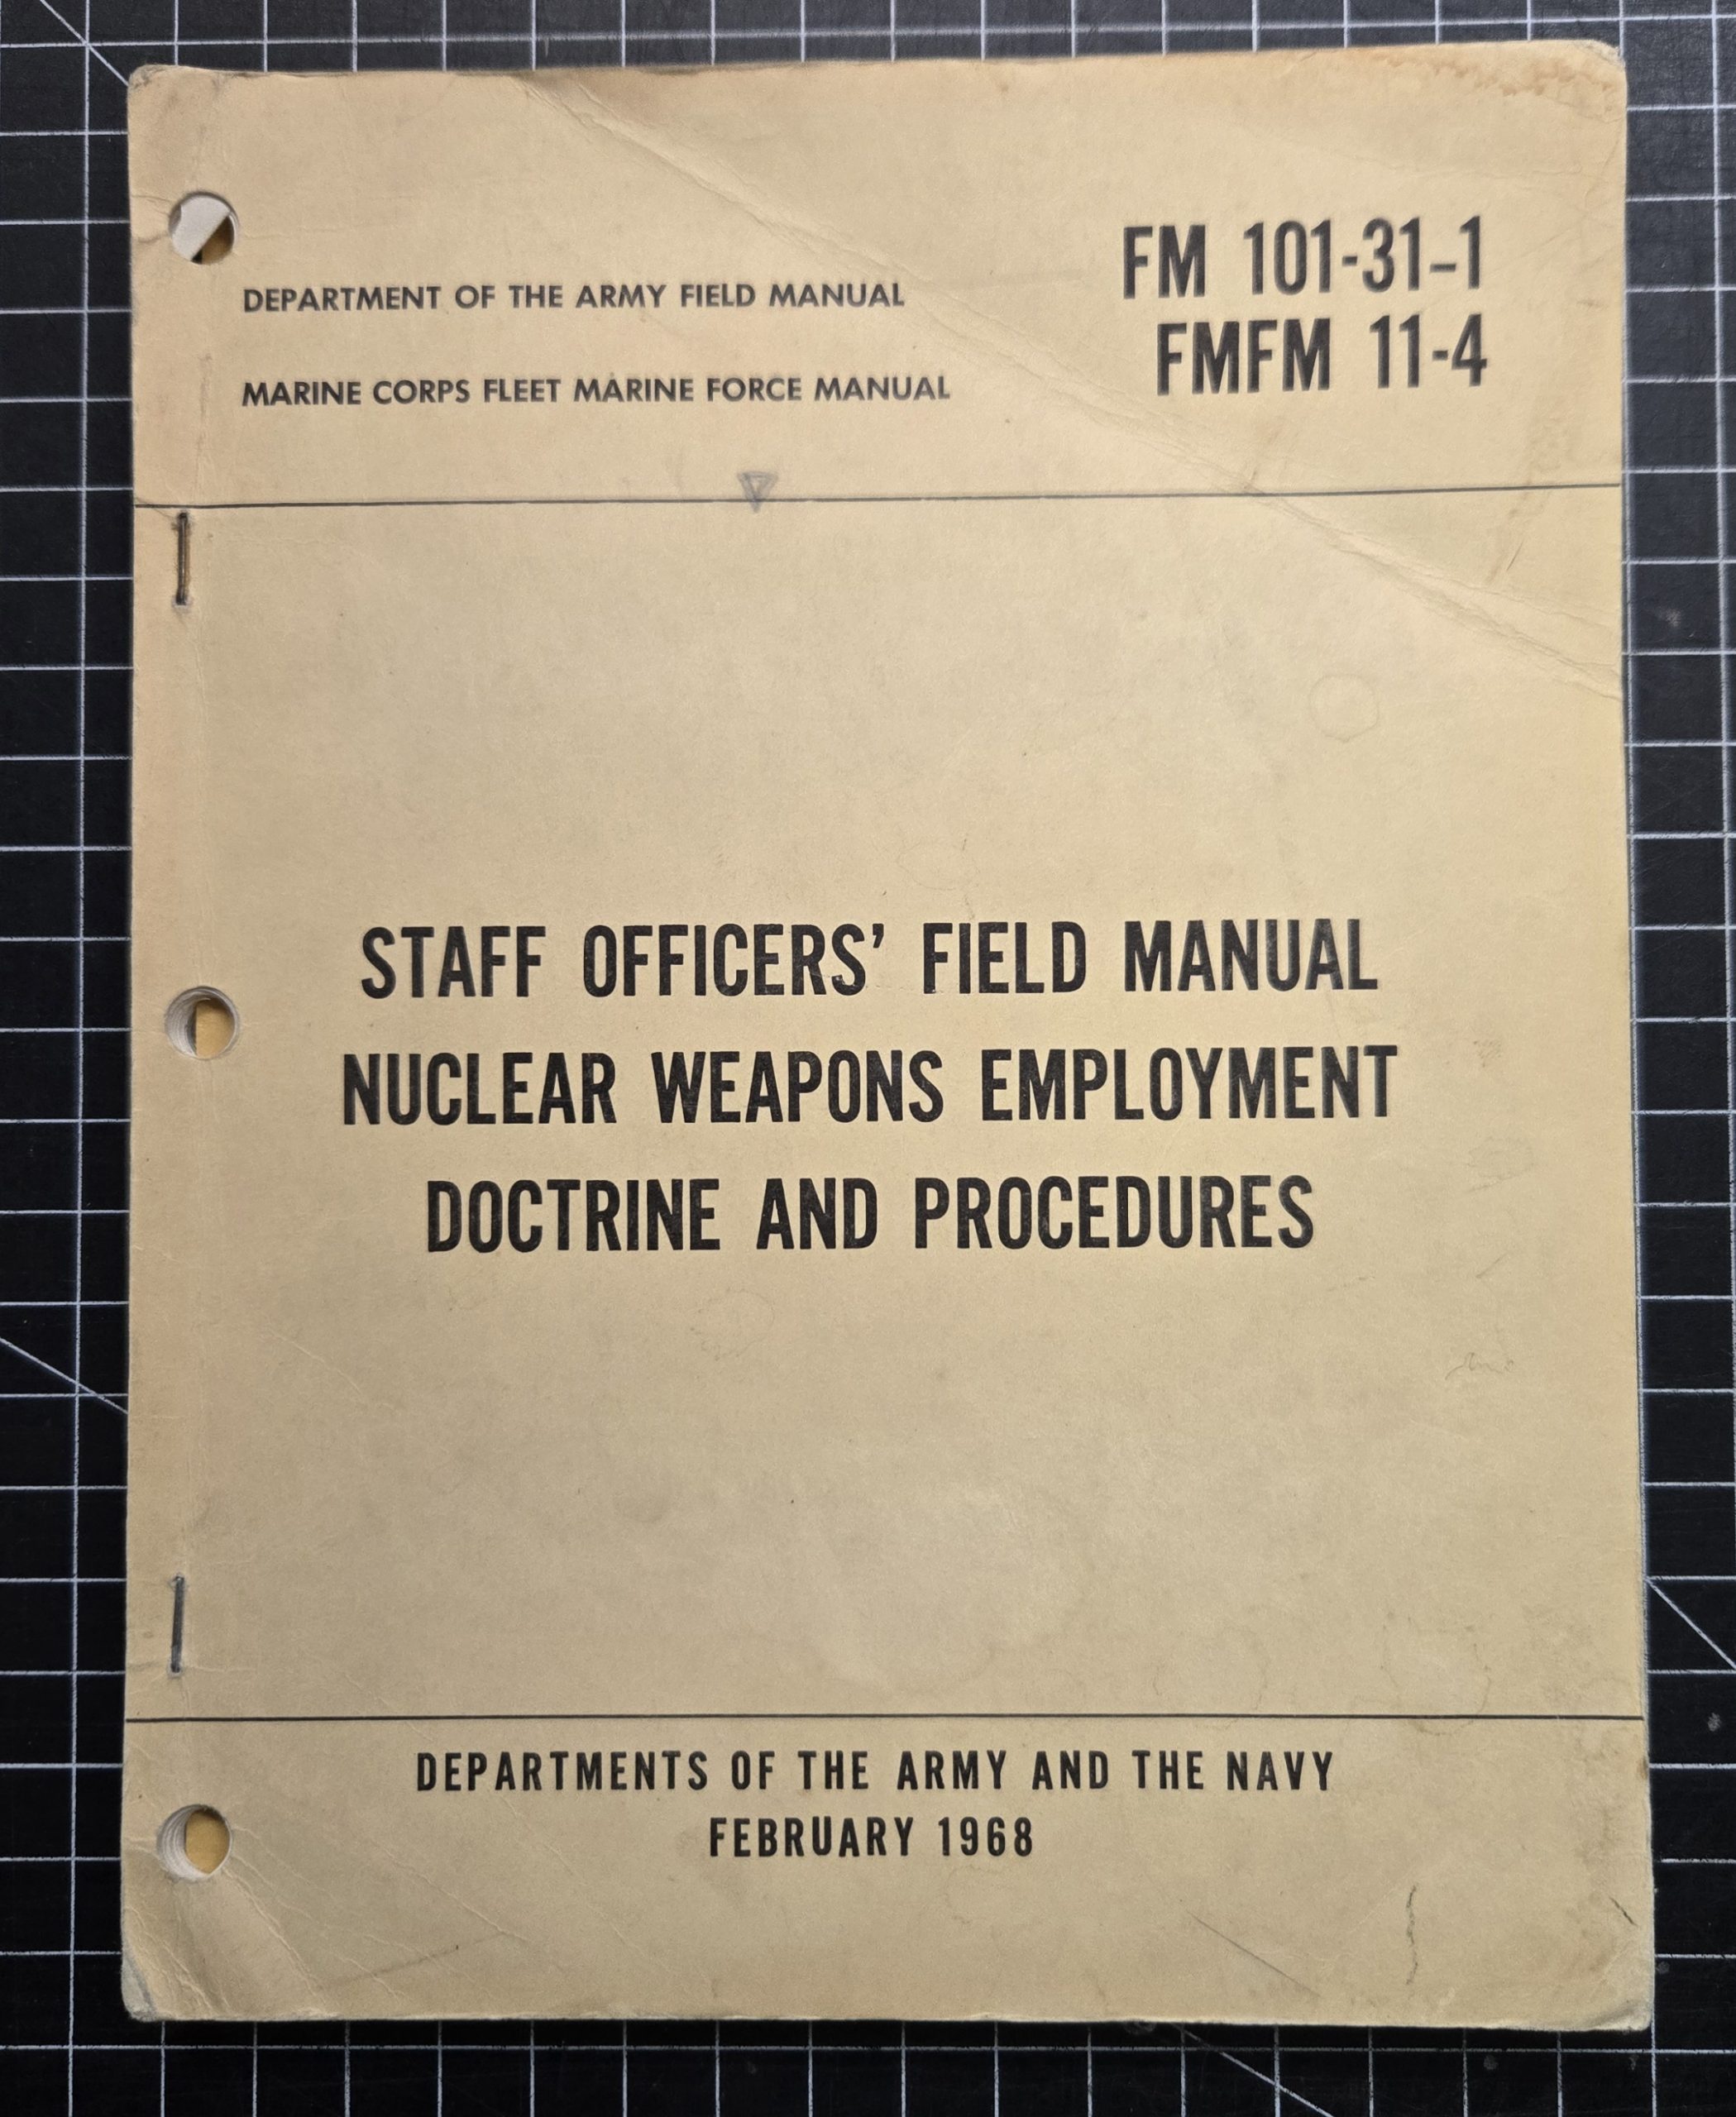 DEPARTMENT OF THE ARMY FIELD MANUAL
MARINE CORPS FLEET MARINE FORCE MANUAL
FM 101-31-1
FMFM 11-4
STAFF OFFICERS' FIELD MANUAL
NUCLEAR WEAPONS EMPLOYMENT
DOCTRINE AND PROCEDURES
DEPARTMENTS OF THE ARMY AND THE NAVY
FEBRUARY 1968